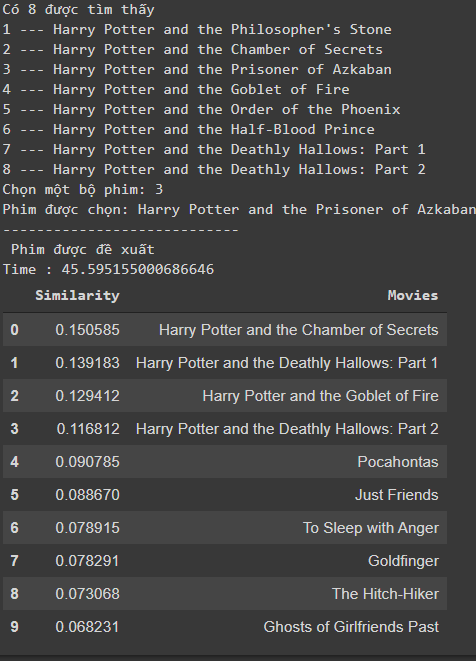 Có 8 được tìm thấy
1 --- Harry Potter and the Philosopher's Stone
2 --- Harry Potter and the Chamber of Secrets
3 --- Harry Potter and the Prisoner of Azkaban
4 --- Harry Potter and the Goblet of Fire
5 --- Harry Potter and the Order of the Phoenix
6 --- Harry Potter and the Half-Blood Prince
7 --- Harry Potter and the Deathly Hallows: Part 1
8 --- Harry Potter and the Deathly Hallows: Part 2
Chọn một bộ phim: 3
Phim được chọn: Harry Potter and the Prisoner of Azkaban
----------------------------
Phim được đề xuất
Time : 45.595155000686646
Similarity Movies
0 0.150585 Harry Potter and the Chamber of Secrets
1 0.139183 Harry Potter and the Deathly Hallows: Part 1
2 0.129412 Harry Potter and the Goblet of Fire
3 0.116812 Harry Potter and the Deathly Hallows: Part 2
4 0.090785 Pocahontas
5 0.088670 Just Friends
6 0.078915 To Sleep with Anger
7 0.078291 Goldfinger
8 0.073068 The Hitch-Hiker
9 0.068231 Ghosts of Girlfriends Past